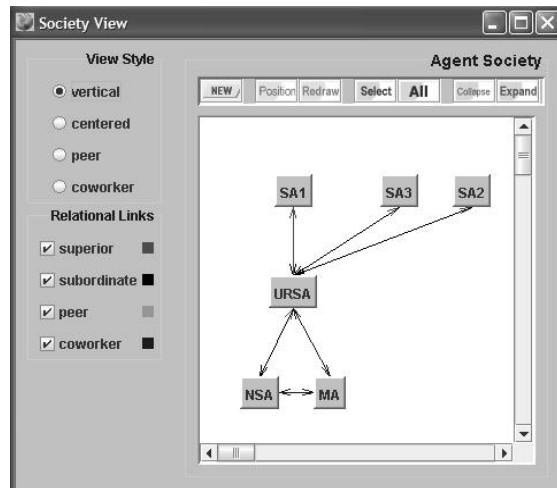 Society View
View Style
vertical
centered
peer
coworker
Relational Links
superior
subordinate
peer
coworker
Agent Society
NEW Position Redraw Select All Collapse Expand
SA1 SA3 SA2
URSA
NSA MA